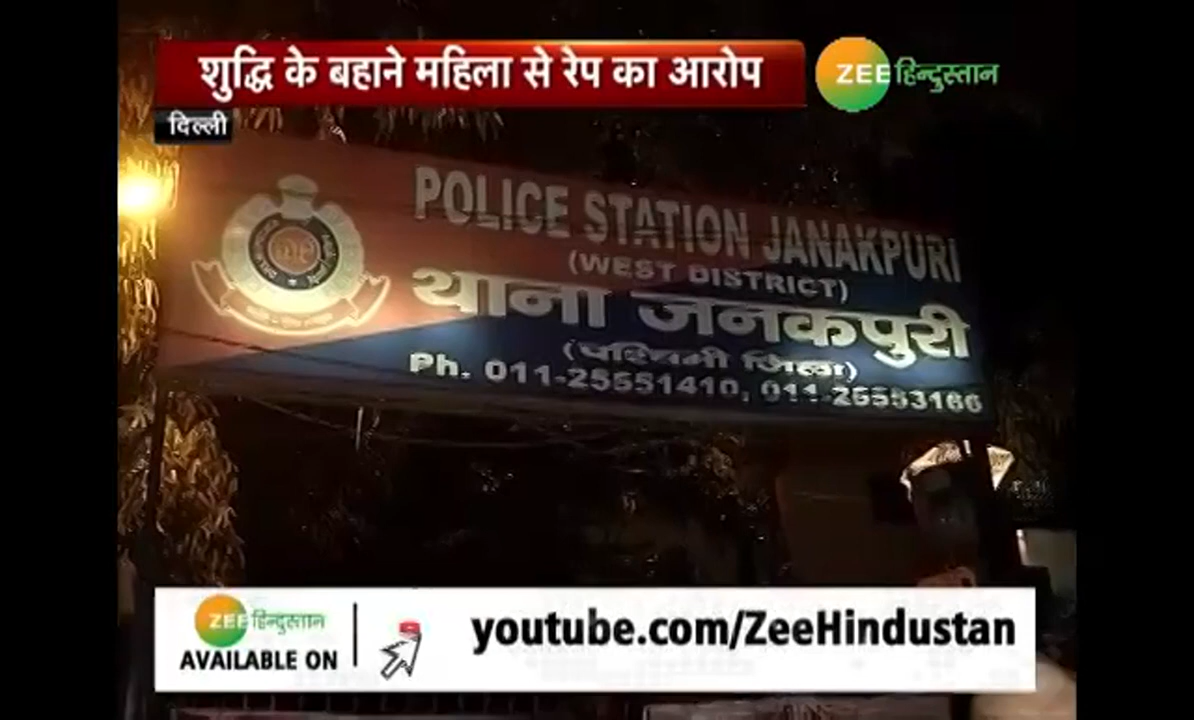 शुद्धि के बहाने महिला से रेप का आरोप
ZEE हिन्दुस्तान
दिल्ली
POLICE STATION JANAKPURI
(WEST DISTRICT)
थाना जनकपुरी
(पश्चिमी जिला)
Ph. 011-25551410, 011-25553166
ZEE हिन्दुस्तान
AVAILABLE ON
youtube.com/ZeeHindustan